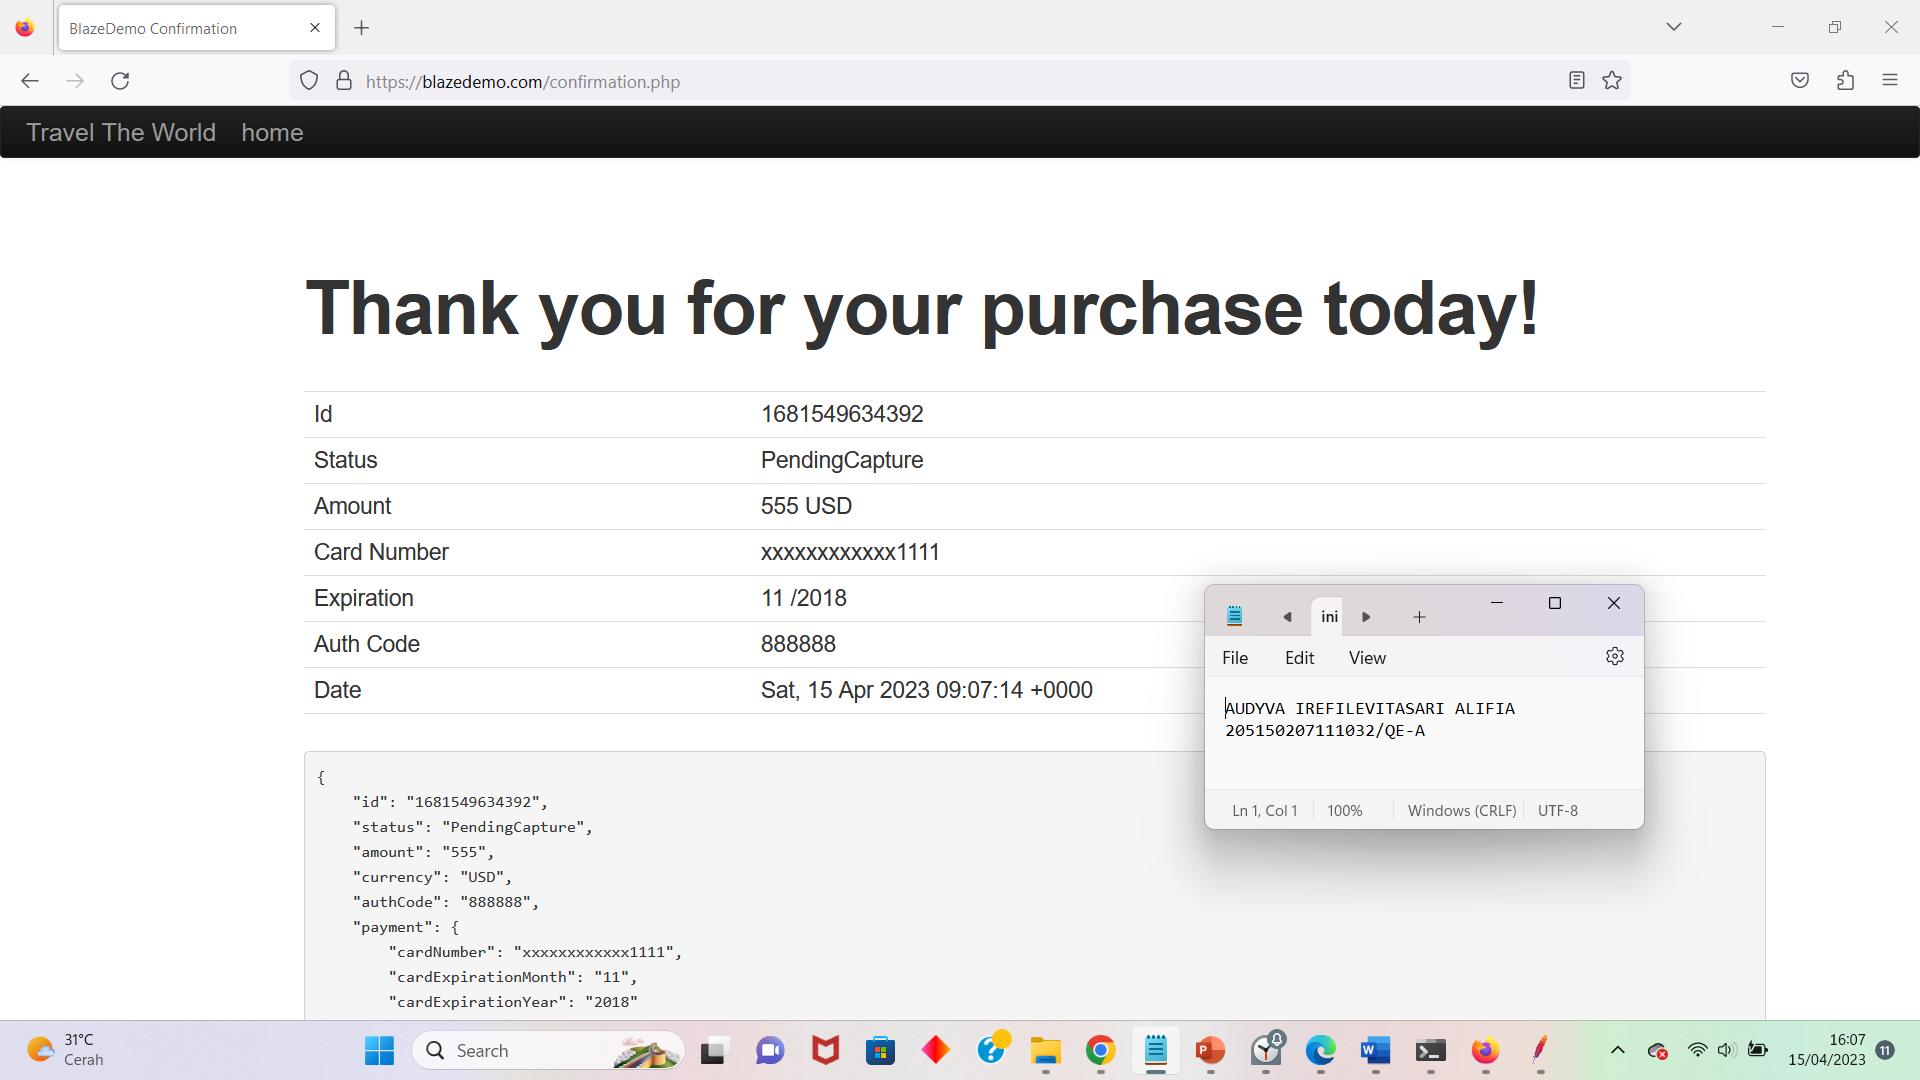 BlazeDemo Confirmation
https://blazedemo.com/confirmation.php
Travel The World home
Thank you for your purchase today!
Id 1681549634392
Status PendingCapture
Amount 555 USD
Card Number xxxxxxxxxxxx1111
Expiration 11 /2018
Auth Code 888888
Date Sat, 15 Apr 2023 09:07:14 +0000
{
"id": "1681549634392",
"status": "PendingCapture",
"amount": "555",
"currency": "USD",
"authCode": "888888",
"payment": {
"cardNumber": "xxxxxxxxxxxx1111",
"cardExpirationMonth": "11",
"cardExpirationYear": "2018"
ini
File Edit View
AUDYVA IREFILEVITASARI ALIFIA
205150207111032/QE-A
Ln 1, Col 1 100% Windows (CRLF) UTF-8
31°C
Cerah
Search
16:07
15/04/2023
11